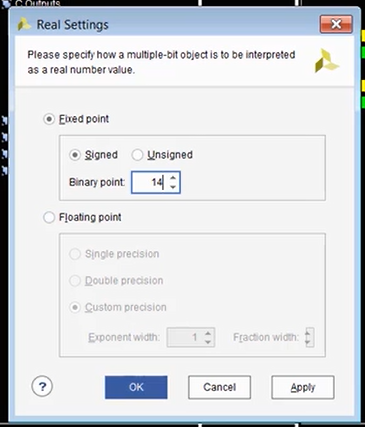 C Outputs
Real Settings
Please specify how a multiple-bit object is to be interpreted
as a real number value.
Fixed point
Signed Unsigned
Binary point: 14
Floating point
Single precision
Double precision
Custom precision
Exponent width: 1 Fraction width:
? OK Cancel Apply